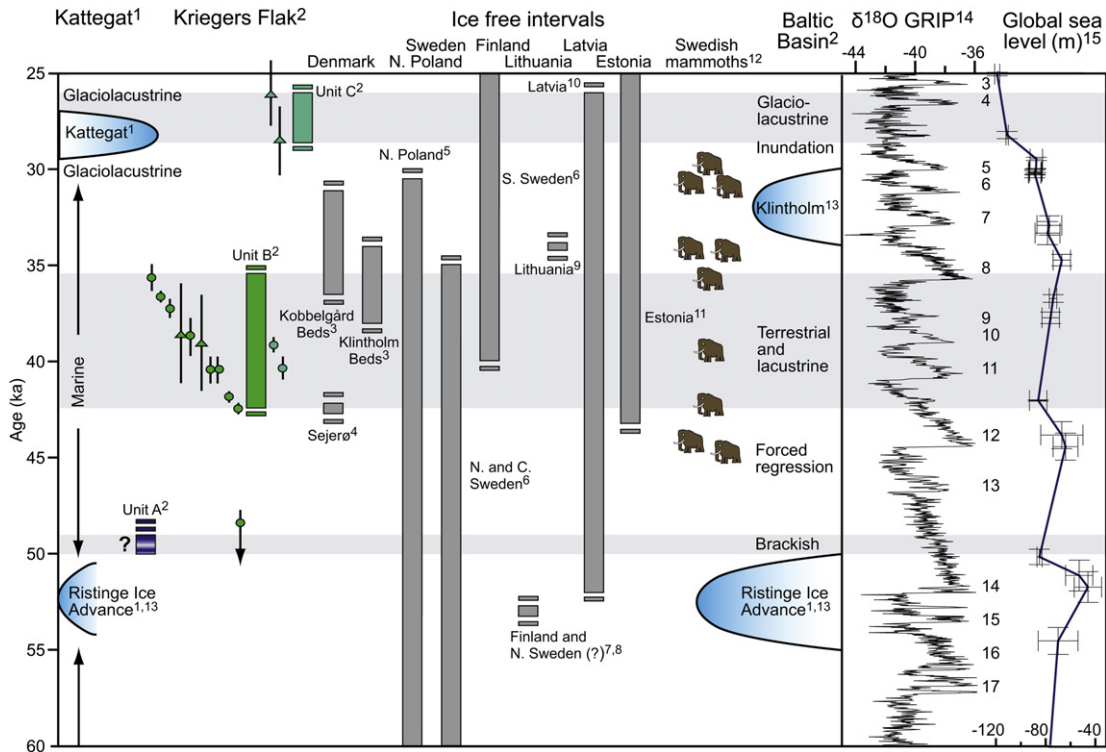 Kattegat¹ Kriegers Flak² Ice free intervals Baltic Basin² δ¹⁸O GRIP¹⁴ Global sea level (m)¹⁵
Denmark Sweden N. Poland Finland Lithuania Latvia Estonia Swedish mammoths¹²
-44 -40 -36
25
Glaciolacustrine
Unit C²
Latvia¹⁰
Glacio-
lacustrine
3
4
Kattegat¹
N. Poland⁵
Inundation
30
Glaciolacustrine
S. Sweden⁶
Klintholm¹³
5
6
7
35
Unit B²
Lithuania⁹
8
Kobbelgård
Beds³
Klintholm
Beds³
Estonia¹¹
Terrestrial and
lacustrine
9
10
11
40
Marine
Age (ka)
Sejerø⁴
12
45
N. and C.
Sweden⁶
Forced
regression
13
Unit A²
?
50
Brackish
Ristinge Ice
Advance¹,¹³
Ristinge Ice
Advance¹,¹³
14
15
Finland and
N. Sweden (?)⁷,⁸
55
16
17
60
-120 -80 -40